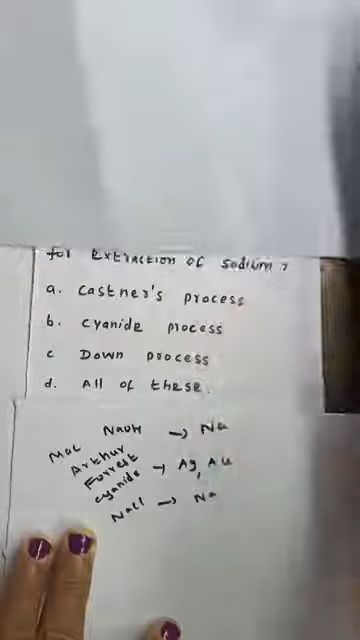 for Extraction of Sodium ?
a. Castner's process
b. cyanide process
c Down process
d. All of these.
NaOH → Na
Mac Arthur Forrest cyanide → Ag, Au
NaCl → Na